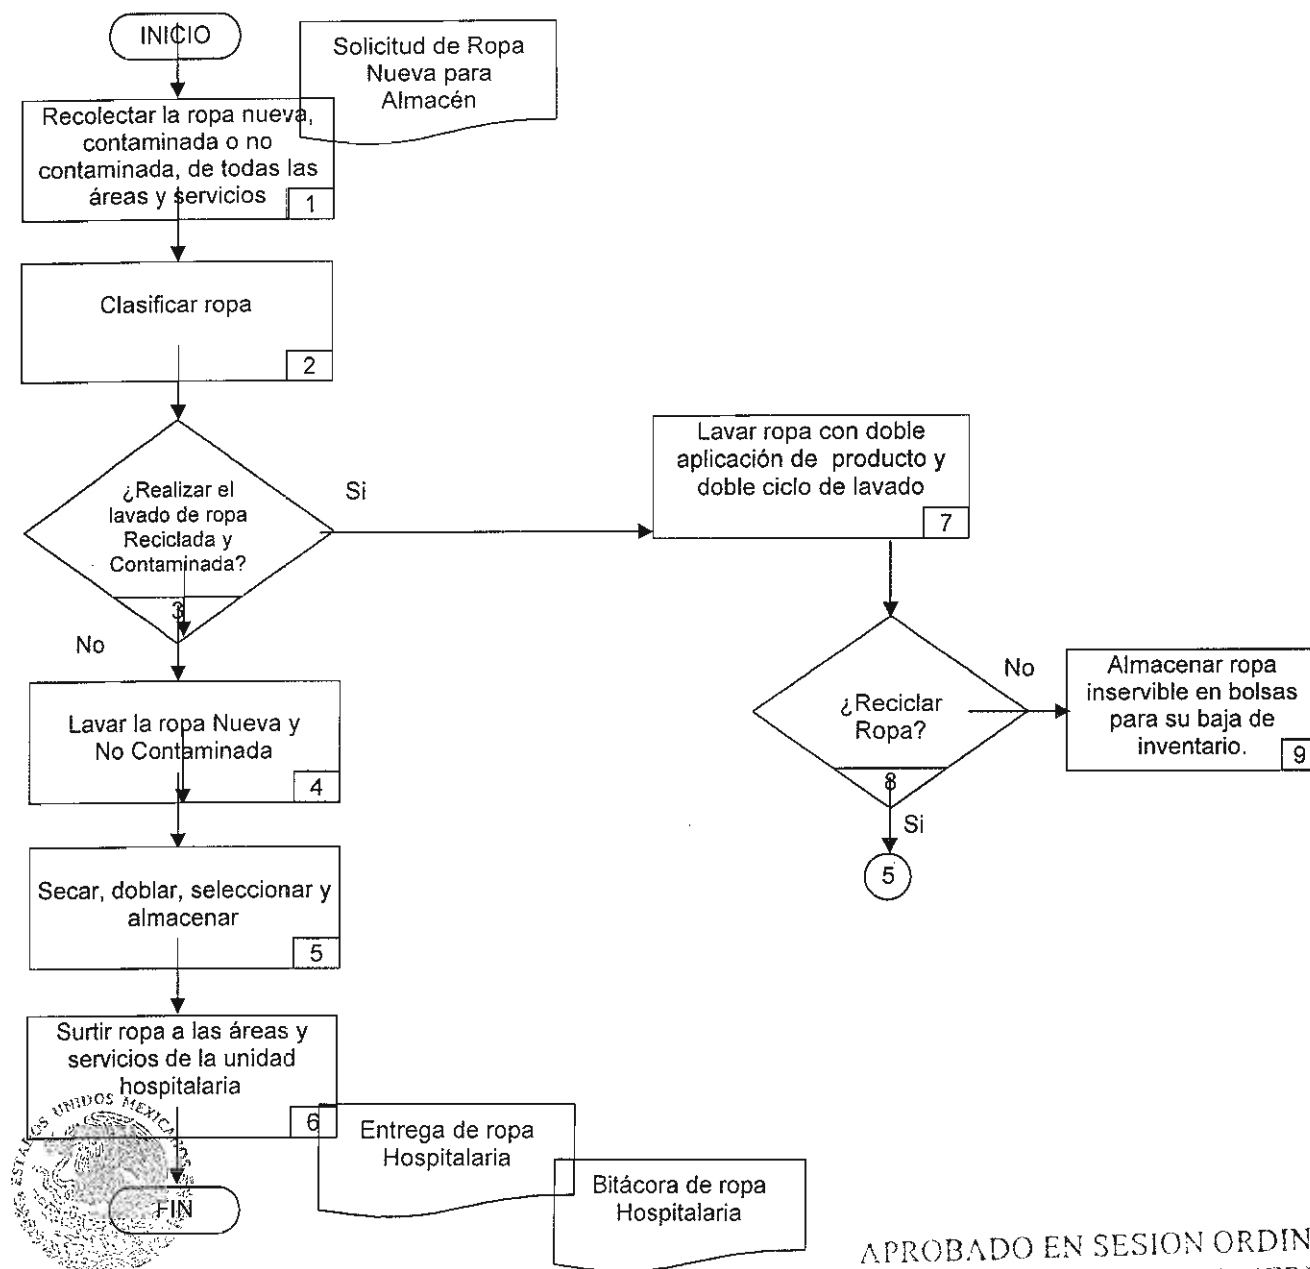 INICIO
Solicitud de Ropa
Nueva para
Almacén
Recolectar la ropa nueva,
contaminada o no
contaminada, de todas las
áreas y servicios
1
Clasificar ropa
2
¿Realizar el
lavado de ropa
Reciclada y
Contaminada?
3
Si
No
Lavar ropa con doble
aplicación de producto y
doble ciclo de lavado
7
¿Reciclar
Ropa?
8
No
Si
5
Almacenar ropa
inservible en bolsas
para su baja de
inventario.
9
Lavar la ropa Nueva y
No Contaminada
4
Secar, doblar, seleccionar y
almacenar
5
Surtir ropa a las áreas y
servicios de la unidad
hospitalaria
6
Entrega de ropa
Hospitalaria
Bitácora de ropa
Hospitalaria
ESTADOS UNIDOS MEXICANOS
FIN
APROBADO EN SESION ORDIN